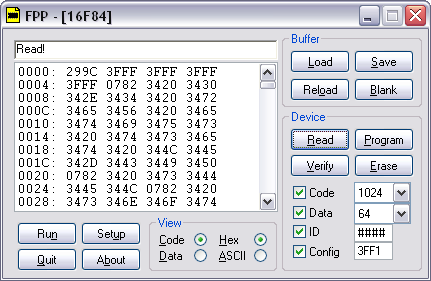 FPP - [16F84]
Read!
0000: 299C 3FFF 3FFF 3FFF
0004: 3FFF 0782 3420 3430
0008: 342E 3434 3420 3472
000C: 3465 3456 3420 3465
0010: 3474 3469 3475 3473
0014: 3420 3474 3473 3465
0018: 3474 3420 344C 3445
001C: 342D 3443 3449 3450
0020: 0782 3420 3473 3444
0024: 3445 344C 0782 3420
0028: 3473 346E 346F 3474
Run Setup
Quit About
View
Code Hex
Data ASCII
Buffer
Load Save
Reload Blank
Device
Read Program
Verify Erase
Code 1024
Data 64
ID ####
Config 3FF1